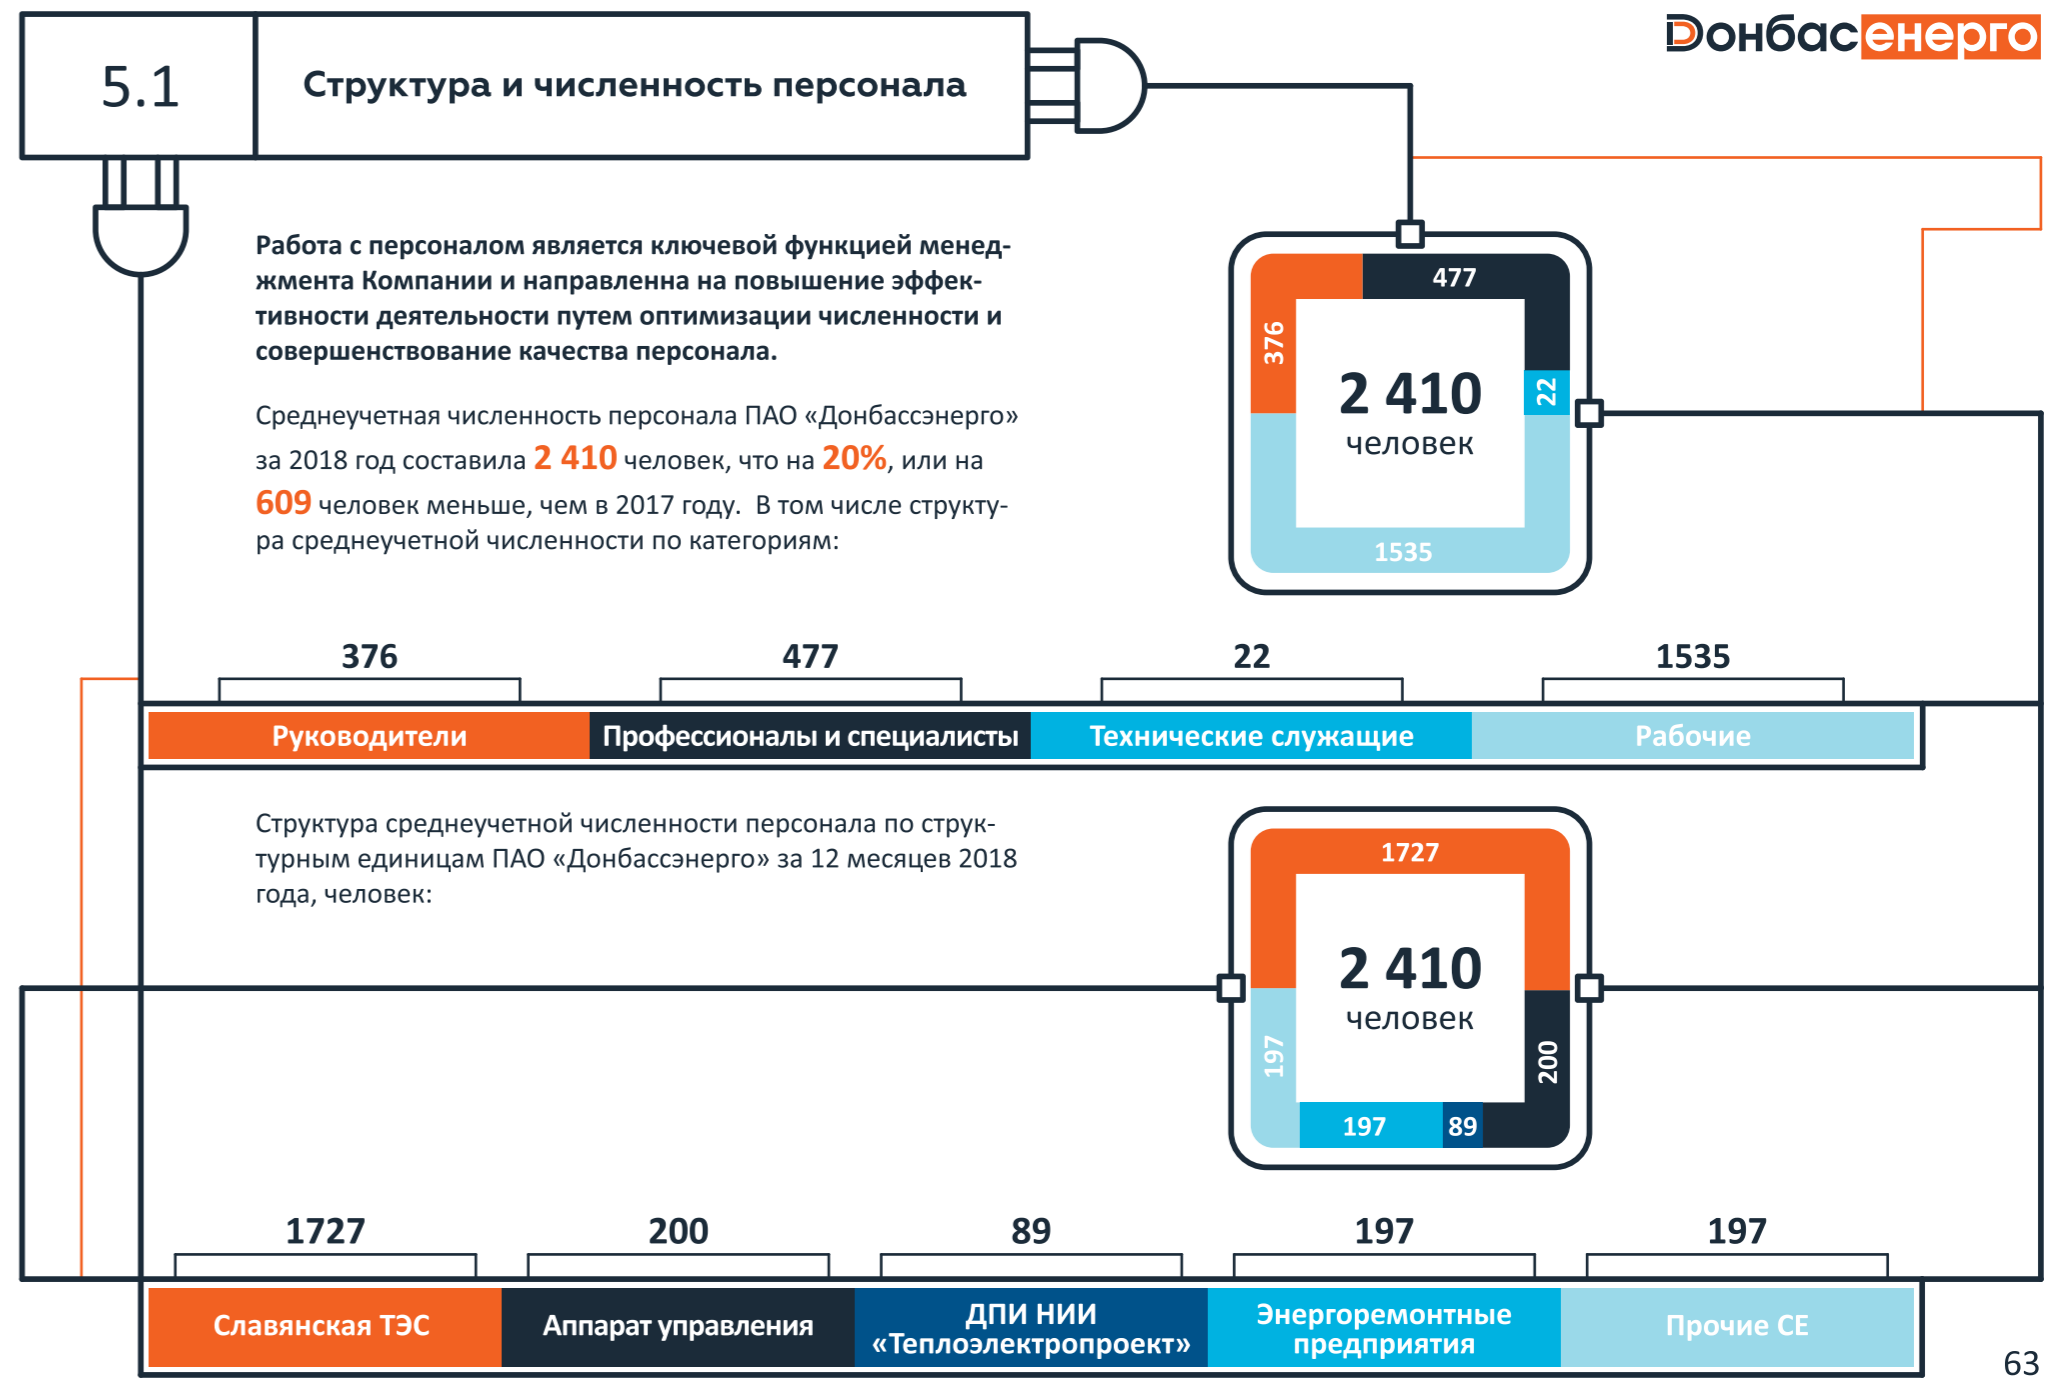 Донбасенерго
5.1
Структура и численность персонала
Работа с персоналом является ключевой функцией менед-
жмента Компании и направленна на повышение эффек-
тивности деятельности путем оптимизации численности и
совершенствование качества персонала.
Среднеучетная численность персонала ПАО «Донбассэнерго»
за 2018 год составила 2 410 человек, что на 20%, или на
609 человек меньше, чем в 2017 году.  В том числе структу-
ра среднеучетной численности по категориям:
477
376
22
2 410
человек
1535
376
477
22
1535
Руководители
Профессионалы и специалисты
Технические служащие
Рабочие
Структура среднеучетной численности персонала по струк-
турным единицам ПАО «Донбассэнерго» за 12 месяцев 2018
года, человек:
1727
2 410
человек
197
200
197
89
1727
200
89
197
197
Славянская ТЭС
Аппарат управления
ДПИ НИИ
«Теплоэлектропроект»
Энергоремонтные
предприятия
Прочие СЕ
63